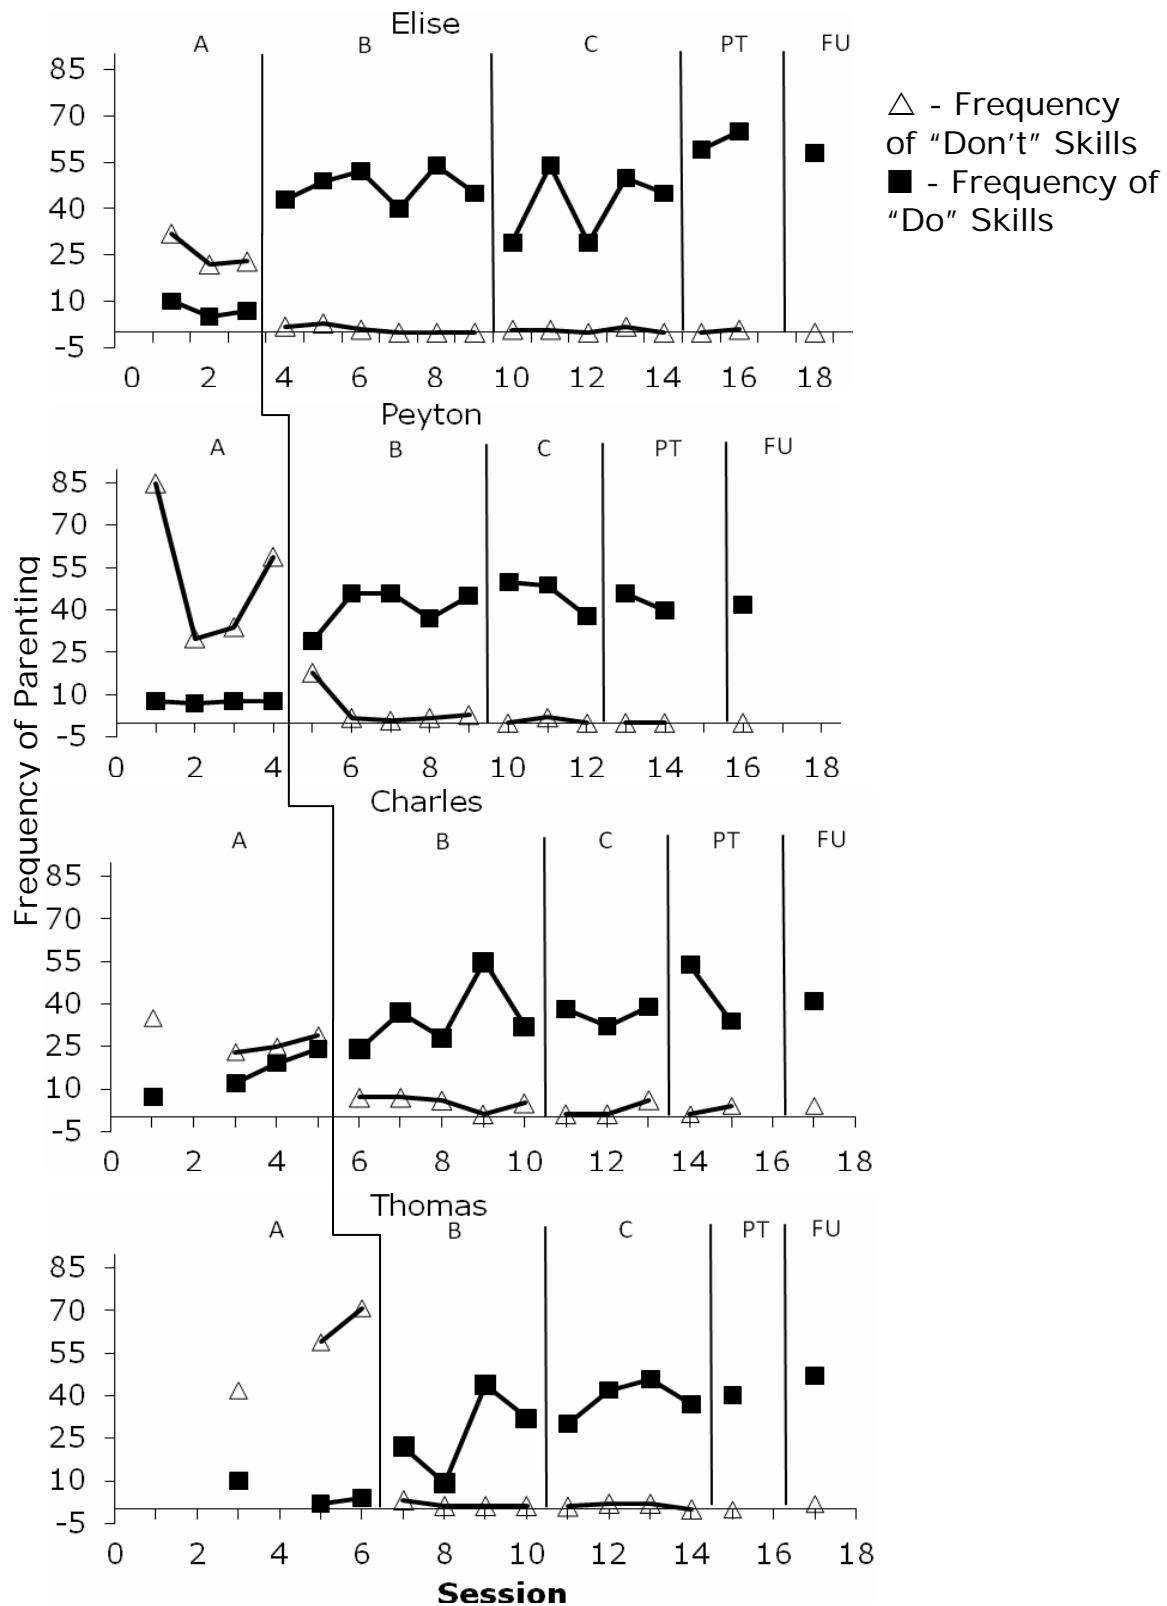 Elise
A B C PT FU
85
70
55
40
25
10
-5
0 2 4 6 8 10 12 14 16 18
△ - Frequency
of “Don't” Skills
■ - Frequency of
“Do” Skills
Peyton
A B C PT FU
85
70
55
40
25
10
-5
0 2 4 6 8 10 12 14 16 18
Frequency of Parenting
Charles
A B C PT FU
85
70
55
40
25
10
-5
0 2 4 6 8 10 12 14 16 18
Thomas
A B C PT FU
85
70
55
40
25
10
-5
0 2 4 6 8 10 12 14 16 18
Session